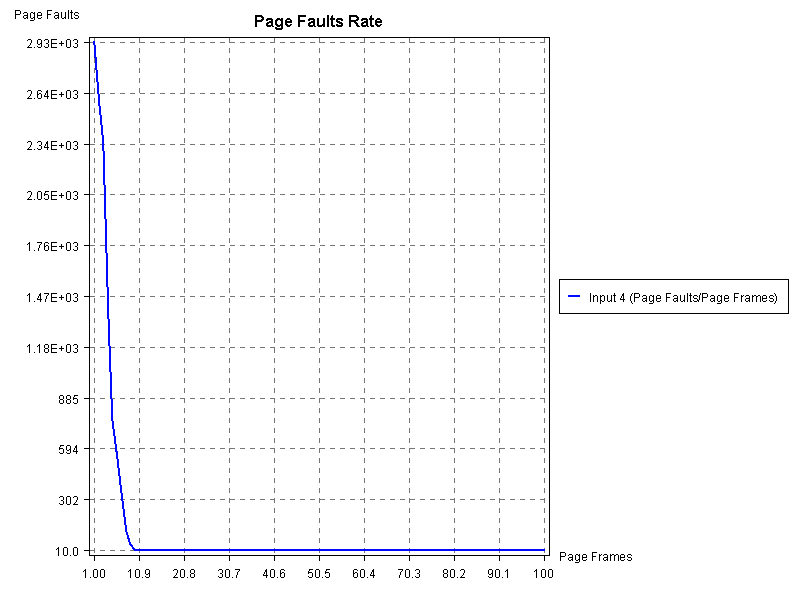 Page Faults
Page Faults Rate
2.93E+03
2.64E+03
2.34E+03
2.05E+03
1.76E+03
1.47E+03
1.18E+03
885
594
302
10.0
1.00 10.9 20.8 30.7 40.6 50.5 60.4 70.3 80.2 90.1 100
Page Frames
Input 4 (Page Faults/Page Frames)